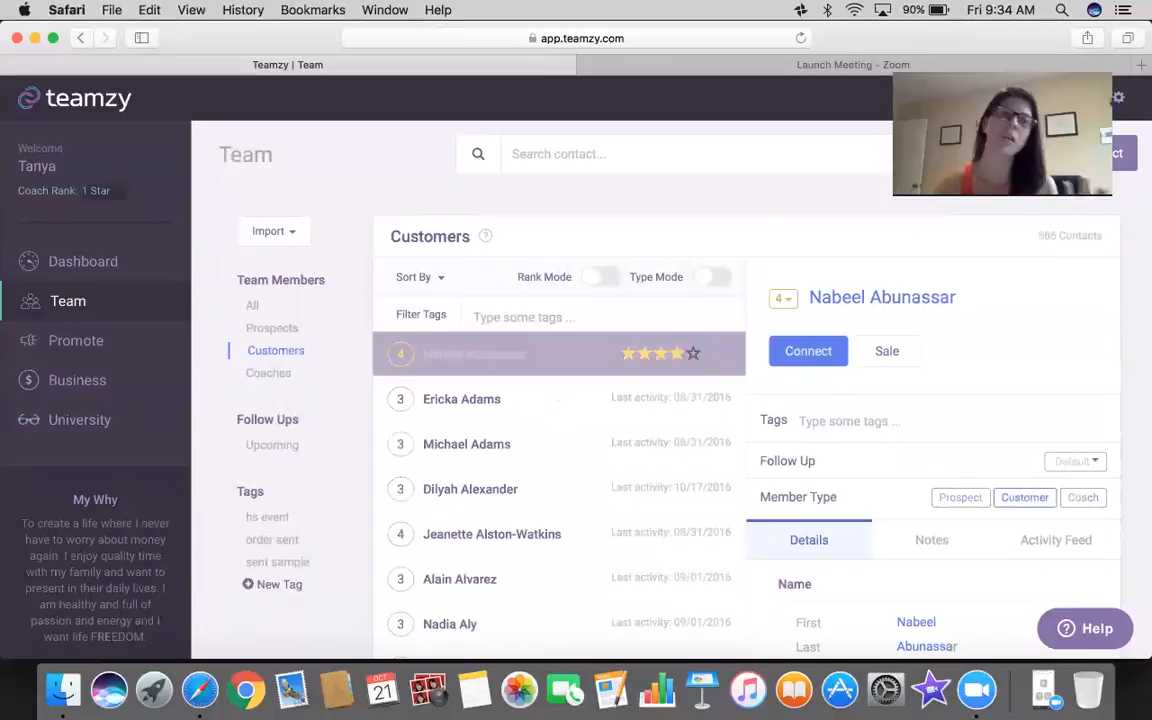 Safari File Edit View History Bookmarks Window Help 90% Fri 9:34 AM
app.teamzy.com
Teamzy | Team Launch Meeting - Zoom
teamzy
Welcome
Tanya
Coach Rank: 1 Star
Dashboard
Team
Promote
Business
University
My Why
To create a life where I never
have to worry about money
again. I enjoy quality time
with my family and want to
present in their daily lives. I
am healthy and full of
passion and energy and I
want life FREEDOM.
Team
Search contact...
ct
Import
Team Members
All
Prospects
Customers
Coaches
Follow Ups
Upcoming
Tags
hs event
order sent
sent sample
New Tag
Customers ? 566 Contacts
Sort By Rank Mode Type Mode
Filter Tags Type some tags ...
4
3 Ericka Adams Last activity: 08/31/2016
3 Michael Adams Last activity: 08/31/2016
3 Dilyah Alexander Last activity: 10/17/2016
4 Jeanette Alston-Watkins Last activity: 08/31/2016
3 Alain Alvarez Last activity: 09/01/2016
3 Nadia Aly Last activity: 09/01/2016
4 Nabeel Abunassar
Connect Sale
Tags Type some tags ...
Follow Up Default
Member Type Prospect Customer Coach
Details Notes Activity Feed
Name
First Nabeel
Last Abunassar
? Help
OCT
21